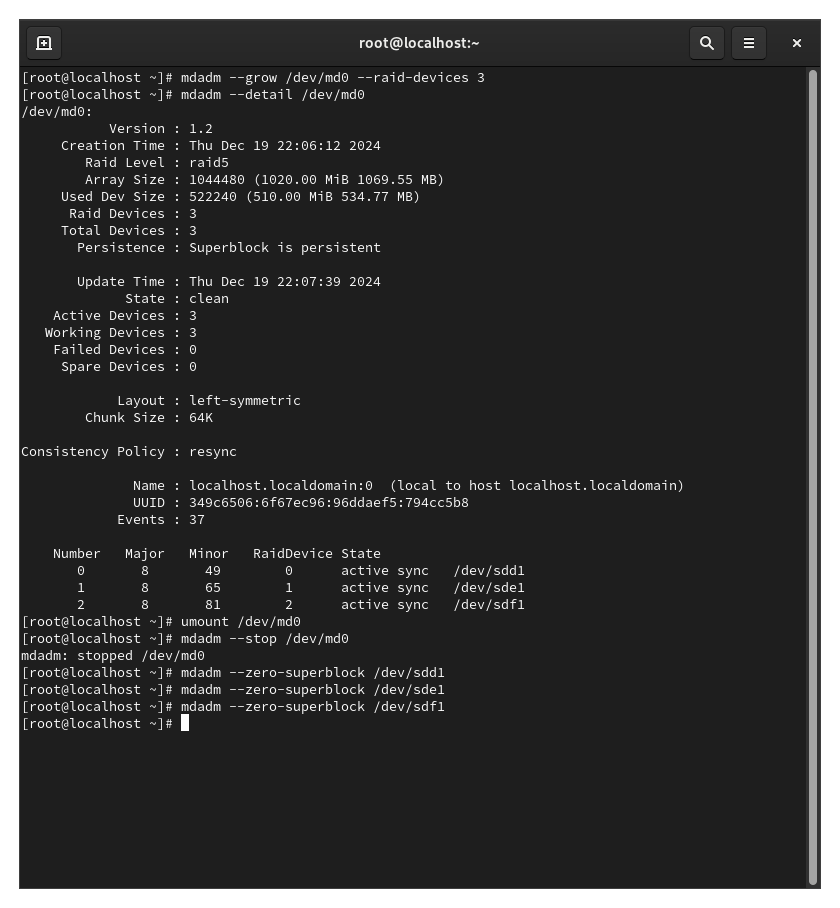 root@localhost:~
[root@localhost ~]# mdadm --grow /dev/md0 --raid-devices 3
[root@localhost ~]# mdadm --detail /dev/md0
/dev/md0:
           Version : 1.2
     Creation Time : Thu Dec 19 22:06:12 2024
        Raid Level : raid5
        Array Size : 1044480 (1020.00 MiB 1069.55 MB)
     Used Dev Size : 522240 (510.00 MiB 534.77 MB)
      Raid Devices : 3
     Total Devices : 3
       Persistence : Superblock is persistent

       Update Time : Thu Dec 19 22:07:39 2024
             State : clean
    Active Devices : 3
   Working Devices : 3
    Failed Devices : 0
     Spare Devices : 0

            Layout : left-symmetric
        Chunk Size : 64K

Consistency Policy : resync

              Name : localhost.localdomain:0  (local to host localhost.localdomain)
              UUID : 349c6506:6f67ec96:96ddaef5:794cc5b8
            Events : 37

    Number   Major   Minor   RaidDevice State
       0       8       49        0      active sync   /dev/sdd1
       1       8       65        1      active sync   /dev/sde1
       2       8       81        2      active sync   /dev/sdf1
[root@localhost ~]# umount /dev/md0
[root@localhost ~]# mdadm --stop /dev/md0
mdadm: stopped /dev/md0
[root@localhost ~]# mdadm --zero-superblock /dev/sdd1
[root@localhost ~]# mdadm --zero-superblock /dev/sde1
[root@localhost ~]# mdadm --zero-superblock /dev/sdf1
[root@localhost ~]#